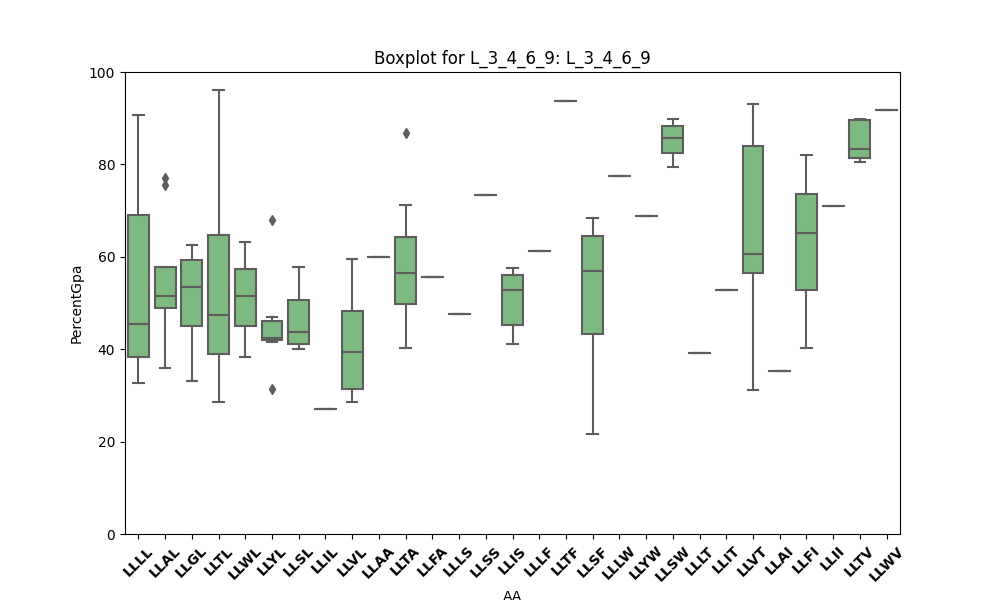 Boxplot for L_3_4_6_9: L_3_4_6_9
100
80
60
40
20
0
PercentGpa
LLLL LLAL LLGL LLTL LLWL LLYL LLSL LLIL LLVL LLAA LLTA LLFA LLLS LLSS LLIS LLLF LLTF LLSF LLLW LLYW LLSW LLLT LLIT LLVT LLAI LLFI LLII LLTV LLWV
AA